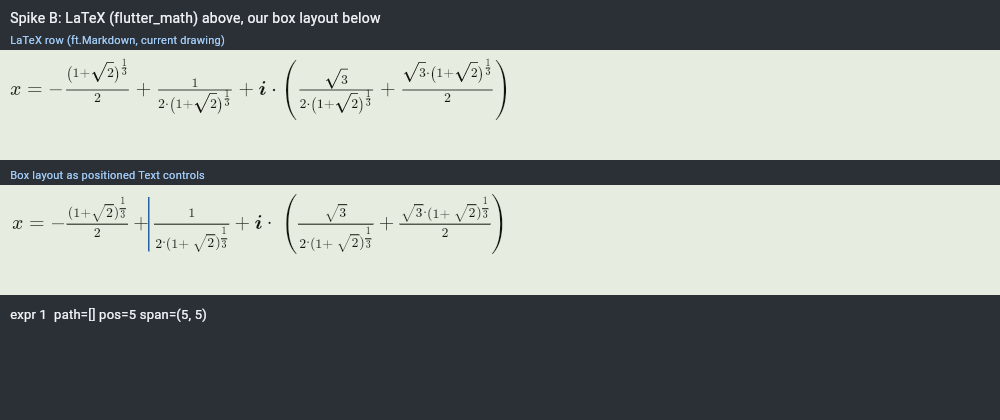 Spike B: LaTeX (flutter_math) above, our box layout below
LaTeX row (ft.Markdown, current drawing)
x = −(1+√2)^(1/3)/2 + 1/(2·(1+√2)^(1/3)) + i · (√3/(2·(1+√2)^(1/3)) + √3·(1+√2)^(1/3)/2)
Box layout as positioned Text controls
x = −(1+√2)^(1/3)/2 + 1/(2·(1+ √2)^(1/3)) + i · (√3/(2·(1+ √2)^(1/3)) + √3·(1+ √2)^(1/3)/2)
expr 1 path=[] pos=5 span=(5, 5)